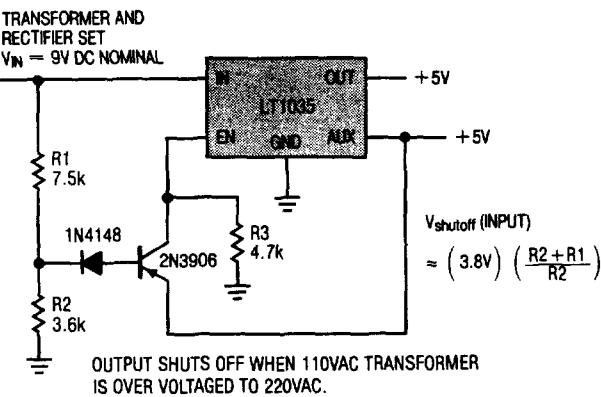 TRANSFORMER AND
RECTIFIER SET
VIN = 9V DC NOMINAL
IN
OUT
+5V
LT1035
EN
GND
AUX
+5V
R1
7.5k
1N4148
2N3906
R3
4.7k
R2
3.6k
Vshutoff (INPUT)
≈ (3.8V) (R2+R1
R2)
OUTPUT SHUTS OFF WHEN 110VAC TRANSFORMER
IS OVER VOLTAGED TO 220VAC.